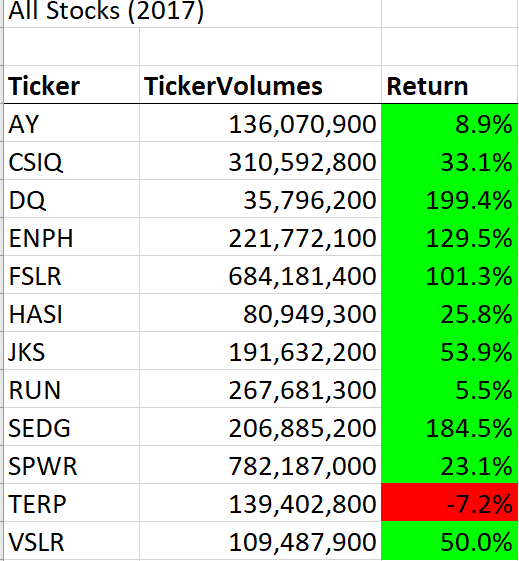 All Stocks (2017)
Ticker TickerVolumes Return
AY 136,070,900 8.9%
CSIQ 310,592,800 33.1%
DQ 35,796,200 199.4%
ENPH 221,772,100 129.5%
FSLR 684,181,400 101.3%
HASI 80,949,300 25.8%
JKS 191,632,200 53.9%
RUN 267,681,300 5.5%
SEDG 206,885,200 184.5%
SPWR 782,187,000 23.1%
TERP 139,402,800 -7.2%
VSLR 109,487,900 50.0%